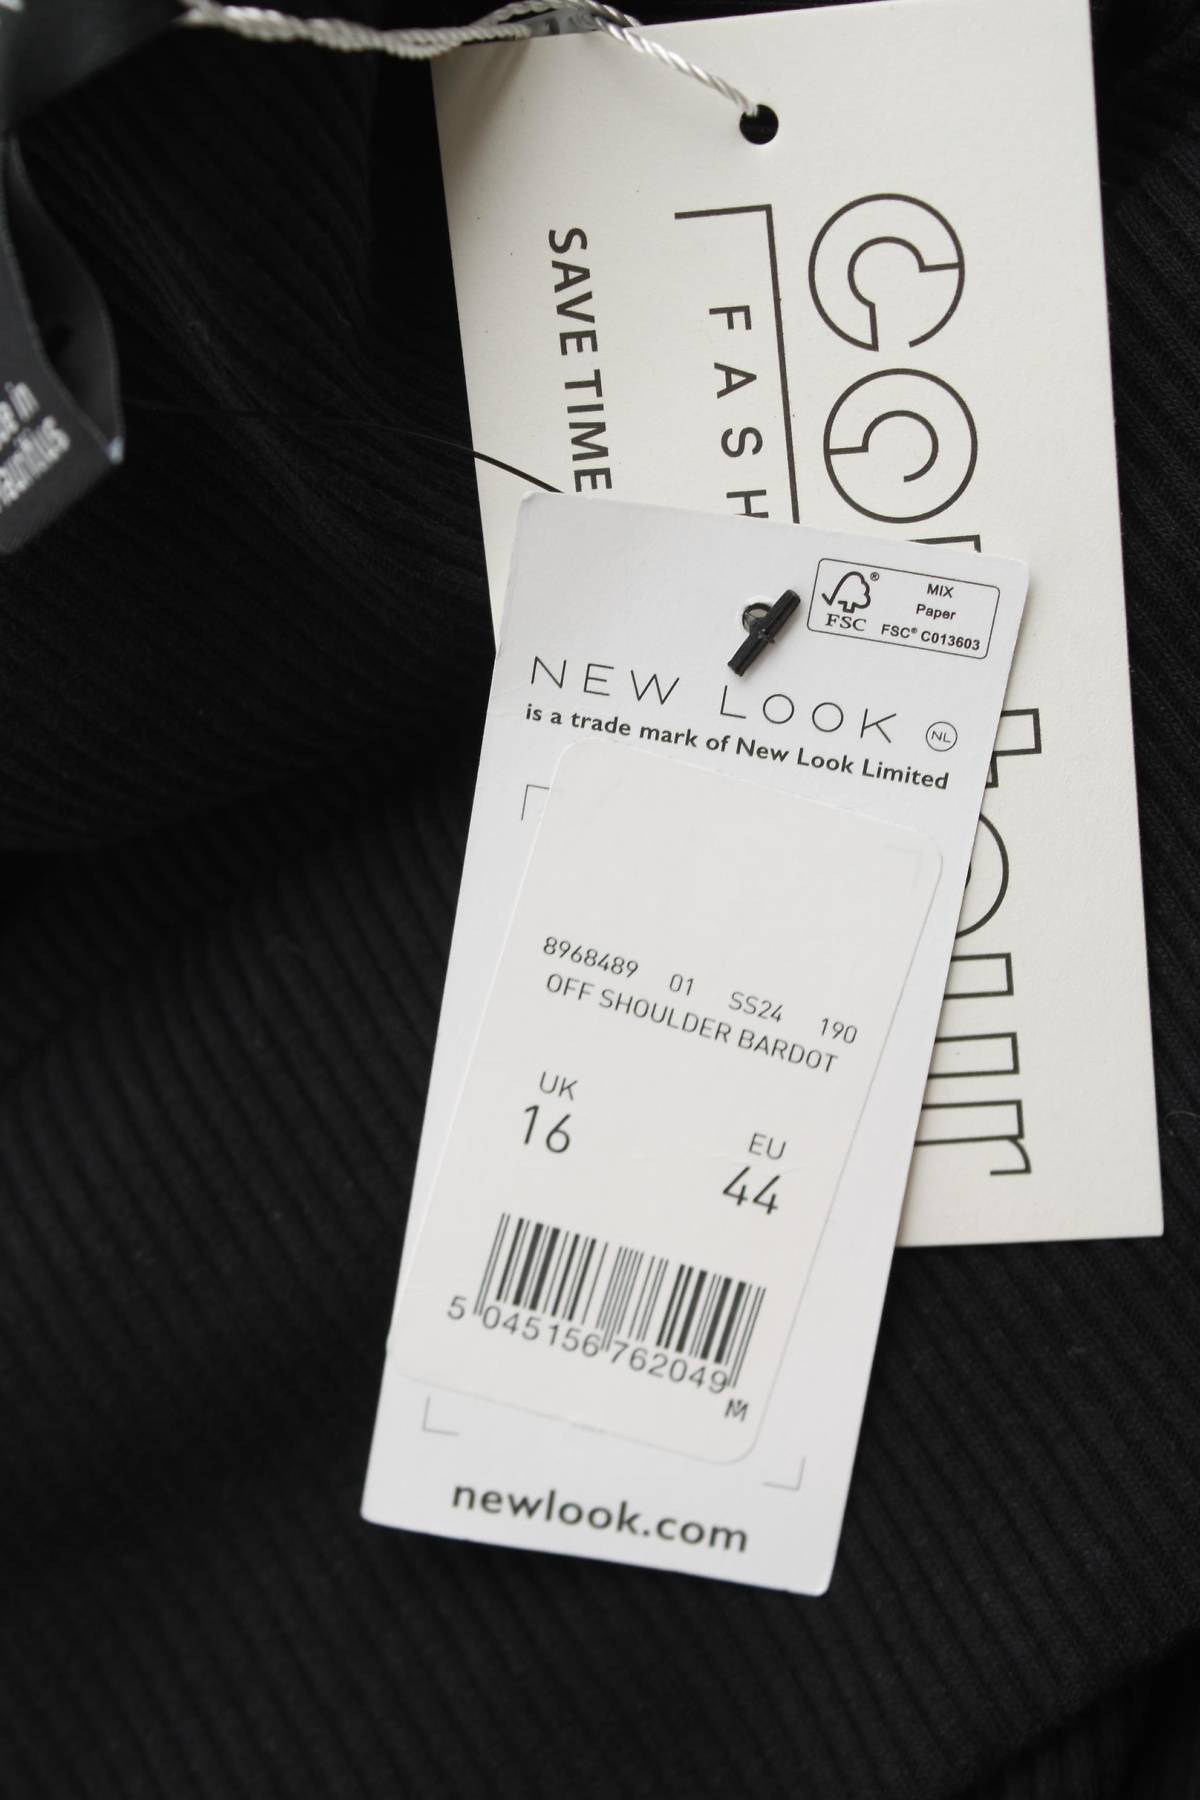 SAVE TIME
FASH
MIX
Paper
FSC® C013603
FSC ®
NEW LOOK NL
is a trade mark of New Look Limited
8968489 01 SS24 190
OFF SHOULDER BARDOT
UK
16
EU
44
5 045156 762049
newlook.com
in